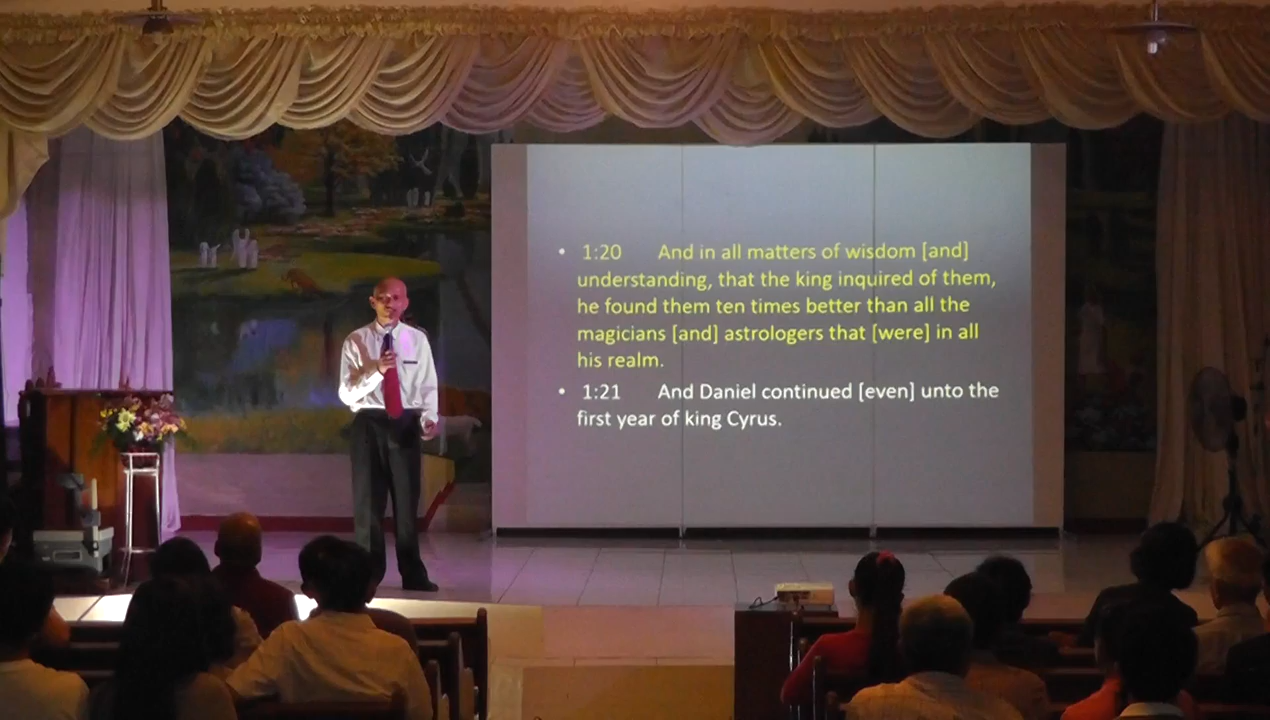 • 1:20 And in all matters of wisdom [and]
understanding, that the king inquired of them,
he found them ten times better than all the
magicians [and] astrologers that [were] in all
his realm.
• 1:21 And Daniel continued [even] unto the
first year of king Cyrus.